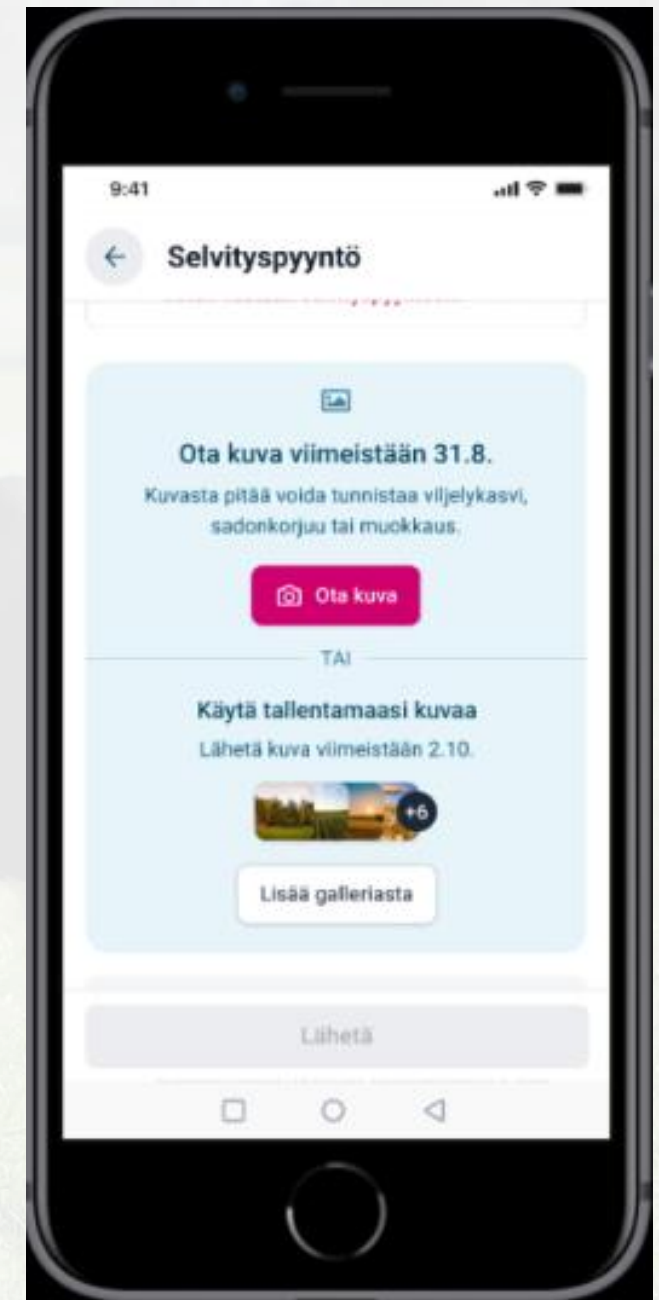 9:41
Selvityspyyntö
Ota kuva viimeistään 31.8.
Kuvasta pitää voida tunnistaa viljelykasvi,
sadonkorjuu tai muokkaus.
Ota kuva
TAI
Käytä tallentamaasi kuvaa
Lähetä kuva viimeistään 2.10.
+6
Lisää galleriasta
Lähetä